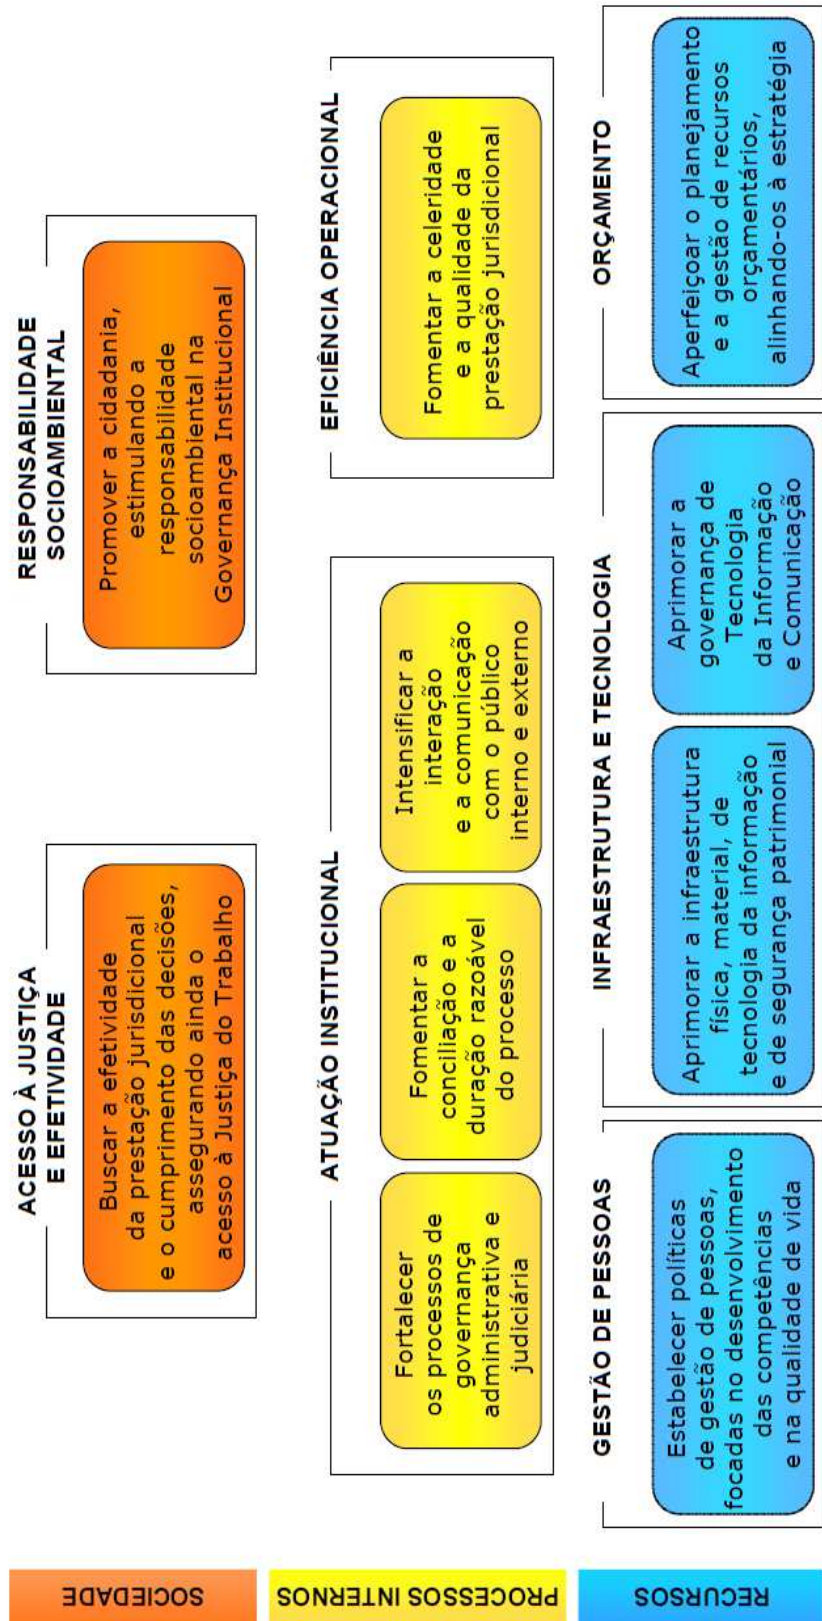 SOCIEDADE
ACESSO À JUSTIÇA
E EFETIVIDADE
Buscar a efetividade
da prestação jurisdicional
e o cumprimento das decisões,
assegurando ainda o
acesso à Justiça do Trabalho
RESPONSABILIDADE
SOCIOAMBIENTAL
Promover a cidadania,
estimulando a
responsabilidade
socioambiental na
Governança Institucional
PROCESSOS INTERNOS
ATUAÇÃO INSTITUCIONAL
Fortalecer
os processos de
governança
administrativa e
judiciária
Fomentar a
conciliação e a
duração razoável
do processo
Intensificar a
interação
e a comunicação
com o público
interno e externo
EFICIÊNCIA OPERACIONAL
Fomentar a celeridade
e a qualidade da
prestação jurisdicional
RECURSOS
GESTÃO DE PESSOAS
Estabelecer políticas
de gestão de pessoas,
focadas no desenvolvimento
das competências
e na qualidade de vida
INFRAESTRUTURA E TECNOLOGIA
Aprimorar a infraestrutura
física, material, de
tecnologia da informação
e de segurança patrimonial
Aprimorar a
governança de
Tecnologia
da Informação
e Comunicação
ORÇAMENTO
Aperfeiçoar o planejamento
e a gestão de recursos
orçamentários,
alinhando-os à estratégia